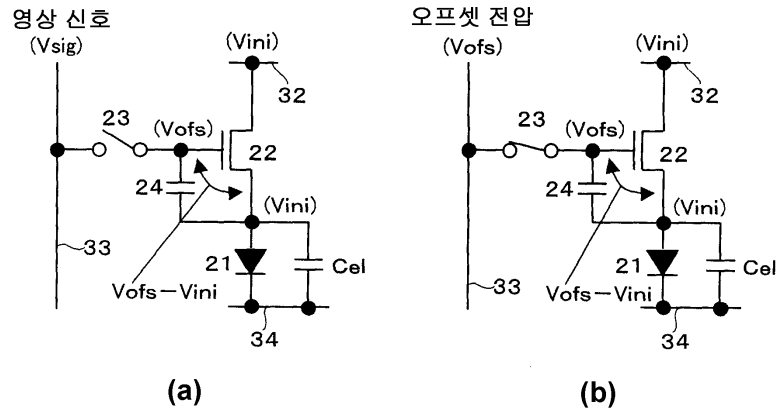 영상 신호
(Vsig)
(Vini)
32
23
(Vofs)
22
24
(Vini)
33
21
Cel
Vofs－Vini
34
(a)
오프셋 전압
(Vofs)
(Vini)
32
23
(Vofs)
22
24
(Vini)
21
Cel
33
Vofs－Vini
34
(b)